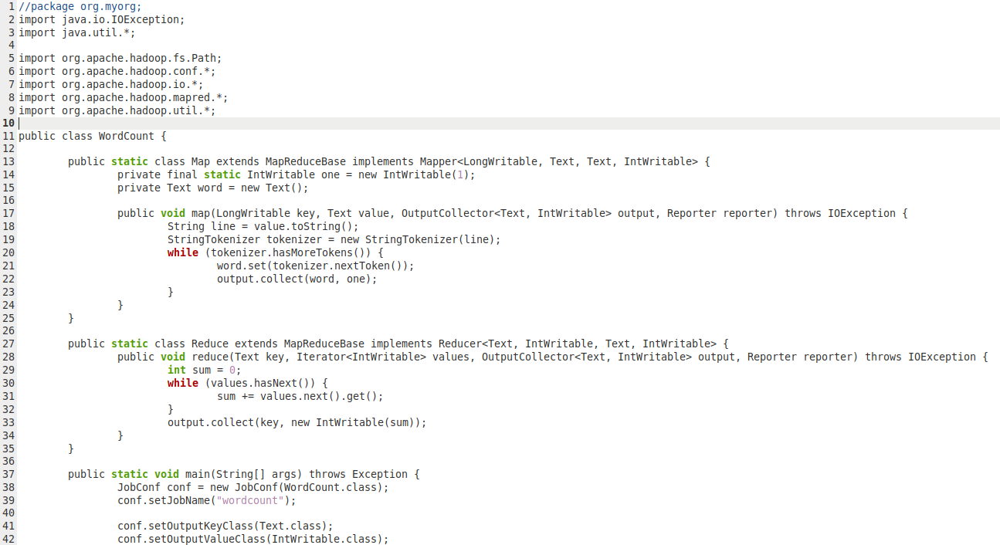 1 //package org.myorg;
2 import java.io.IOException;
3 import java.util.*;
4
5 import org.apache.hadoop.fs.Path;
6 import org.apache.hadoop.conf.*;
7 import org.apache.hadoop.io.*;
8 import org.apache.hadoop.mapred.*;
9 import org.apache.hadoop.util.*;
10
11 public class WordCount {
12
13         public static class Map extends MapReduceBase implements Mapper<LongWritable, Text, Text, IntWritable> {
14                 private final static IntWritable one = new IntWritable(1);
15                 private Text word = new Text();
16
17                 public void map(LongWritable key, Text value, OutputCollector<Text, IntWritable> output, Reporter reporter) throws IOException {
18                         String line = value.toString();
19                         StringTokenizer tokenizer = new StringTokenizer(line);
20                         while (tokenizer.hasMoreTokens()) {
21                                 word.set(tokenizer.nextToken());
22                                 output.collect(word, one);
23                         }
24                 }
25         }
26
27         public static class Reduce extends MapReduceBase implements Reducer<Text, IntWritable, Text, IntWritable> {
28                 public void reduce(Text key, Iterator<IntWritable> values, OutputCollector<Text, IntWritable> output, Reporter reporter) throws IOException {
29                         int sum = 0;
30                         while (values.hasNext()) {
31                                 sum += values.next().get();
32                         }
33                         output.collect(key, new IntWritable(sum));
34                 }
35         }
36
37         public static void main(String[] args) throws Exception {
38                 JobConf conf = new JobConf(WordCount.class);
39                 conf.setJobName("wordcount");
40
41                 conf.setOutputKeyClass(Text.class);
42                 conf.setOutputValueClass(IntWritable.class);